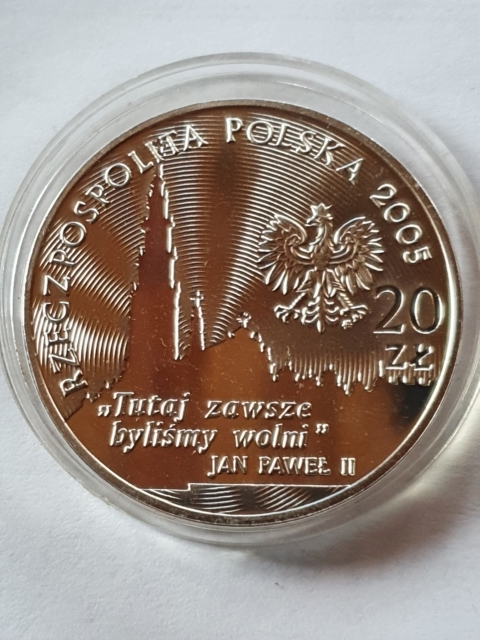 RZECZPOSPOLITA POLSKA 2005
20
ZŁ
„Tutaj zawsze
byliśmy wolni”
JAN PAWEŁ II